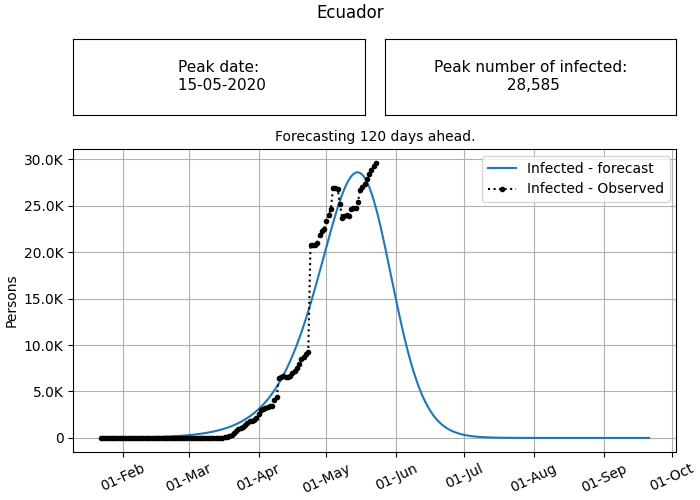 Ecuador
Peak date:
15-05-2020
Peak number of infected:
28,585
Forecasting 120 days ahead.
Infected - forecast
Infected - Observed
Persons
30.0K
25.0K
20.0K
15.0K
10.0K
5.0K
0
01-Feb
01-Mar
01-Apr
01-May
01-Jun
01-Jul
01-Aug
01-Sep
01-Oct